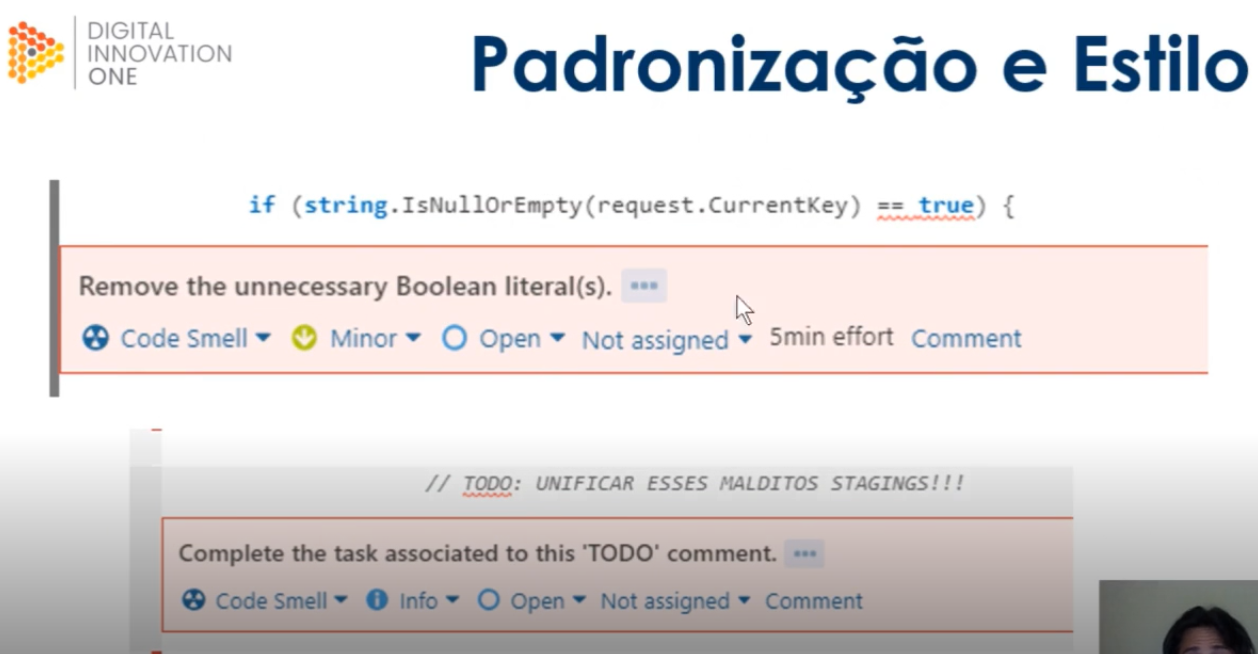 DIGITAL
INNOVATION
ONE
Padronização e Estilo
if (string.IsNullOrEmpty(request.CurrentKey) == true) {
Remove the unnecessary Boolean literal(s). •••
Code Smell Minor Open Not assigned 5min effort Comment
// TODO: UNIFICAR ESSES MALDITOS STAGINGS!!!
Complete the task associated to this 'TODO' comment. •••
Code Smell Info Open Not assigned Comment